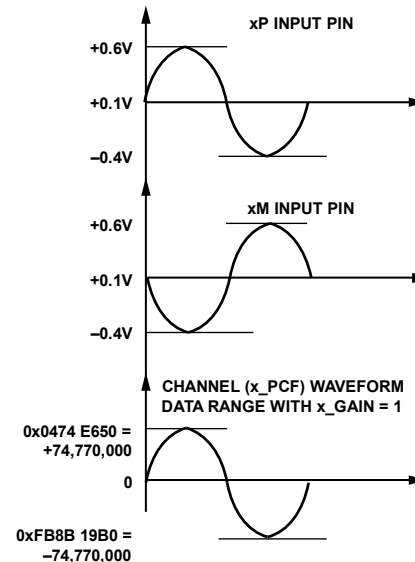 xP INPUT PIN
+0.6V
+0.1V
–0.4V
xM INPUT PIN
+0.6V
+0.1V
–0.4V
CHANNEL (x_PCF) WAVEFORM
DATA RANGE WITH x_GAIN = 1
0x0474 E650 =
+74,770,000
0
0xFB8B 19B0 =
–74,770,000